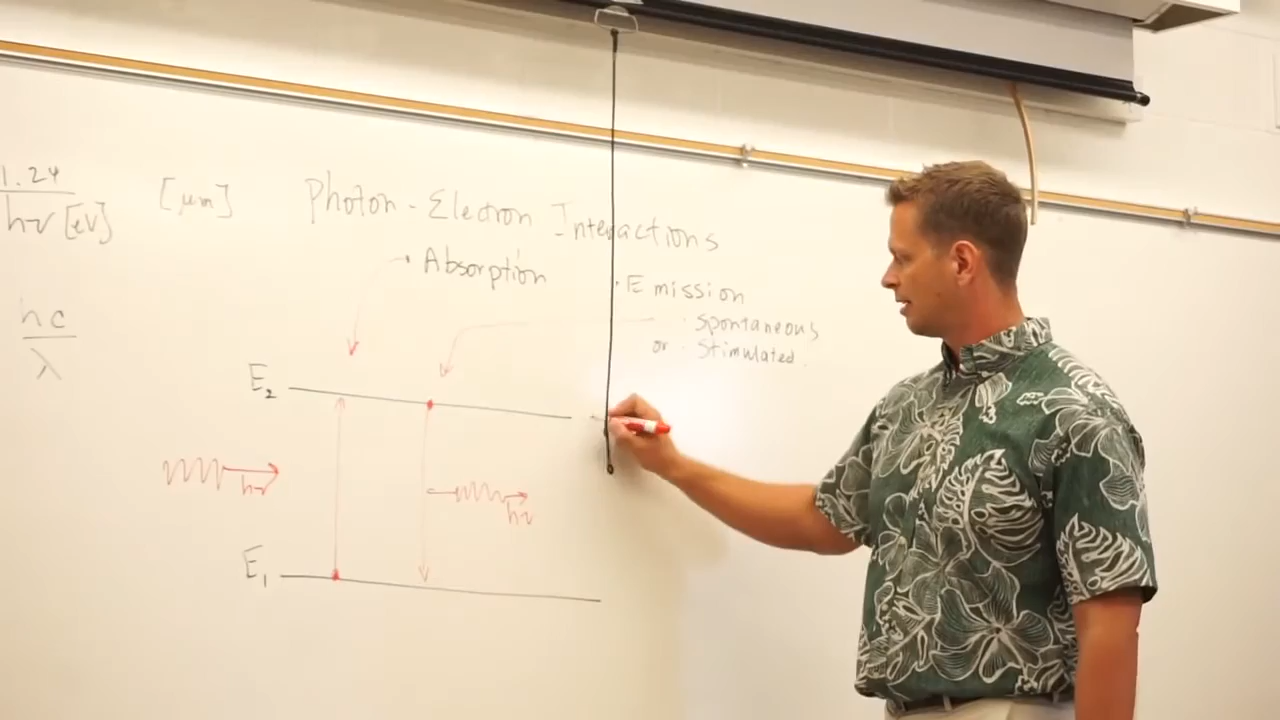 1.24
hν [eV]
[μm]
hc
λ
Photon - Electron Interactions
· Absorption
· Emission
· Spontaneous
or · Stimulated.
E2
hν
hν
E1